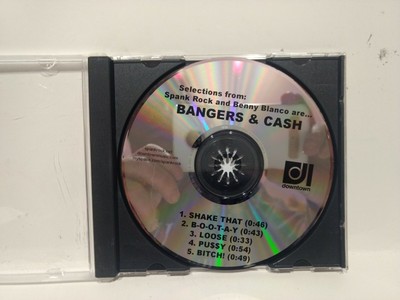 Selections from:
Spank Rock and Benny Blanco are...
BANGERS & CASH
dl
downtown
1. SHAKE THAT (0:46)
2. B-O-O-T-A-Y (0:43)
3. LOOSE (0:33)
4. PUSSY (0:54)
5. BITCH! (0:49)